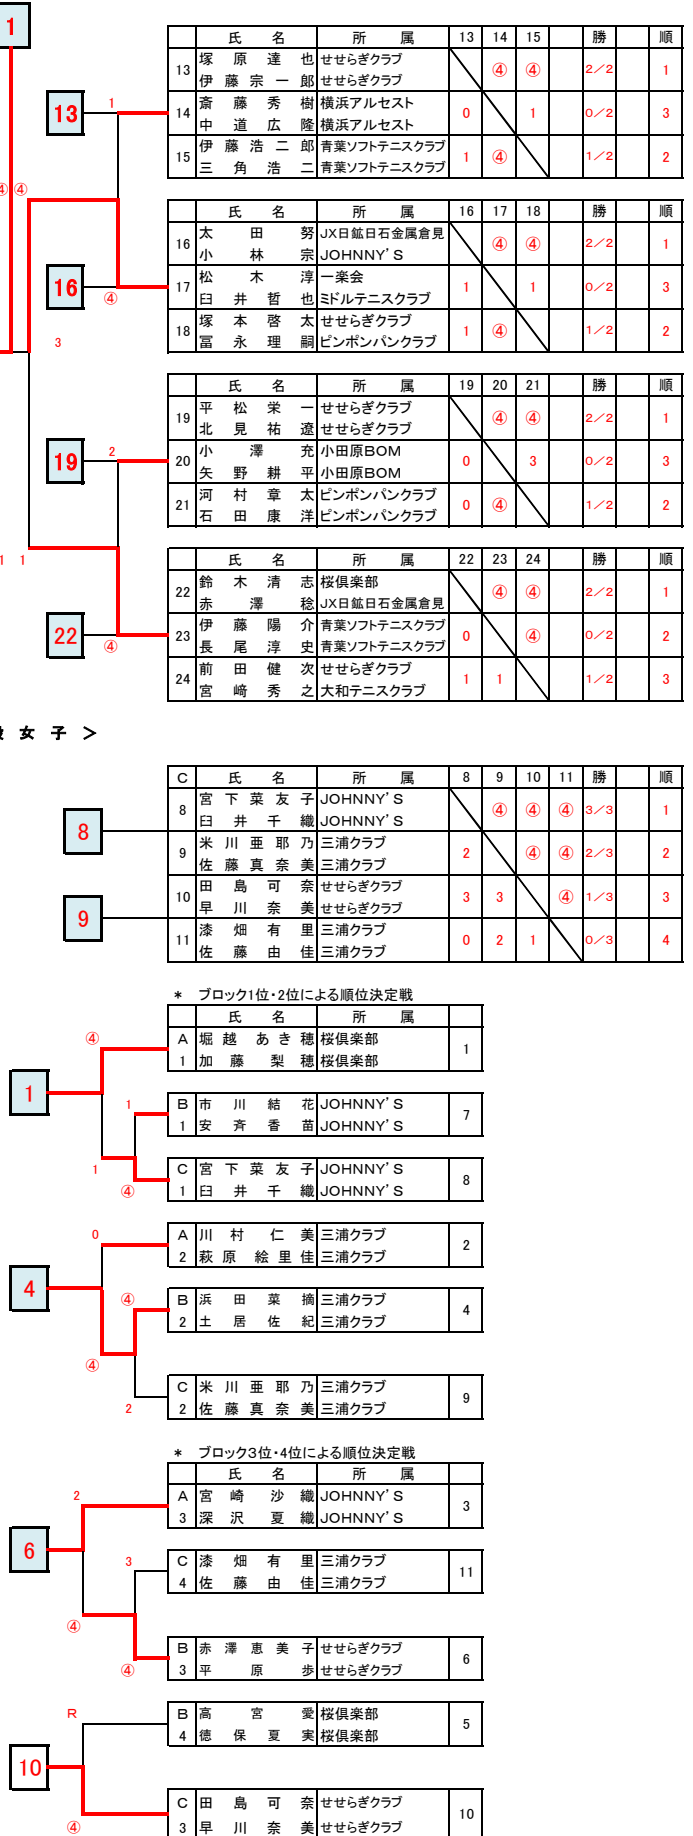 1
氏 名 所 属 13 14 15 勝 順
13 塚原達也 せせらぎクラブ ④ ④ 2/2 1
伊藤宗一郎 せせらぎクラブ
14 斎藤秀樹 横浜アルセスト 0 1 0/2 3
中道広隆 横浜アルセスト
15 伊藤浩二郎 青葉ソフトテニスクラブ 1 ④ 1/2 2
三角浩二 青葉ソフトテニスクラブ
13 1
④ ④
氏 名 所 属 16 17 18 勝 順
16 太田努 JX日鉱日石金属倉見 ④ ④ 2/2 1
小林宗 JOHNNY'S
17 松木淳 一楽会 1 1 0/2 3
臼井哲也 ミドルテニスクラブ
18 塚本啓太 せせらぎクラブ 1 ④ 1/2 2
冨永理嗣 ピンポンパンクラブ
16 ④
3
氏 名 所 属 19 20 21 勝 順
19 平松栄一 せせらぎクラブ ④ ④ 2/2 1
北見祐遼 せせらぎクラブ
20 小澤充 小田原BOM 0 3 0/2 3
矢野耕平 小田原BOM
21 河村章太 ピンポンパンクラブ 0 ④ 1/2 2
石田康洋 ピンポンパンクラブ
19 2
1 1
氏 名 所 属 22 23 24 勝 順
22 鈴木清志 桜倶楽部 ④ ④ 2/2 1
赤澤稔 JX日鉱日石金属倉見
23 伊藤陽介 青葉ソフトテニスクラブ 0 ④ 0/2 2
長尾淳史 青葉ソフトテニスクラブ
24 前田健次 せせらぎクラブ 1 1 1/2 3
宮﨑秀之 大和テニスクラブ
22 ④
女 子 ＞
C 氏 名 所 属 8 9 10 11 勝 順
8 宮下菜友子 JOHNNY'S ④ ④ ④ 3/3 1
臼井千織 JOHNNY'S
9 米川亜耶乃 三浦クラブ 2 ④ ④ 2/3 2
佐藤真奈美 三浦クラブ
10 田島可奈 せせらぎクラブ 3 3 ④ 1/3 3
早川奈美 せせらぎクラブ
11 漆畑有里 三浦クラブ 0 2 1 0/3 4
佐藤由佳 三浦クラブ
8
9
* ブロック1位・2位による順位決定戦
氏 名 所 属
A 堀越あき穂 桜倶楽部 1
1 加藤梨穂 桜倶楽部
B 市川結花 JOHNNY'S 7
1 安斉香苗 JOHNNY'S
C 宮下菜友子 JOHNNY'S 8
1 臼井千織 JOHNNY'S
④
1
1
1
④
A 川村仁美 三浦クラブ 2
2 萩原絵里佳 三浦クラブ
B 浜田菜摘 三浦クラブ 4
2 土居佐紀 三浦クラブ
C 米川亜耶乃 三浦クラブ 9
2 佐藤真奈美 三浦クラブ
0
4
④
④
2
* ブロック3位・4位による順位決定戦
氏 名 所 属
A 宮崎沙織 JOHNNY'S 3
3 深沢夏織 JOHNNY'S
C 漆畑有里 三浦クラブ 11
4 佐藤由佳 三浦クラブ
B 赤澤恵美子 せせらぎクラブ 6
3 平原歩 せせらぎクラブ
2
6
3
④
④
B 高宮愛 桜倶楽部 5
4 徳保夏実 桜倶楽部
C 田島可奈 せせらぎクラブ 10
3 早川奈美 せせらぎクラブ
R
10
④